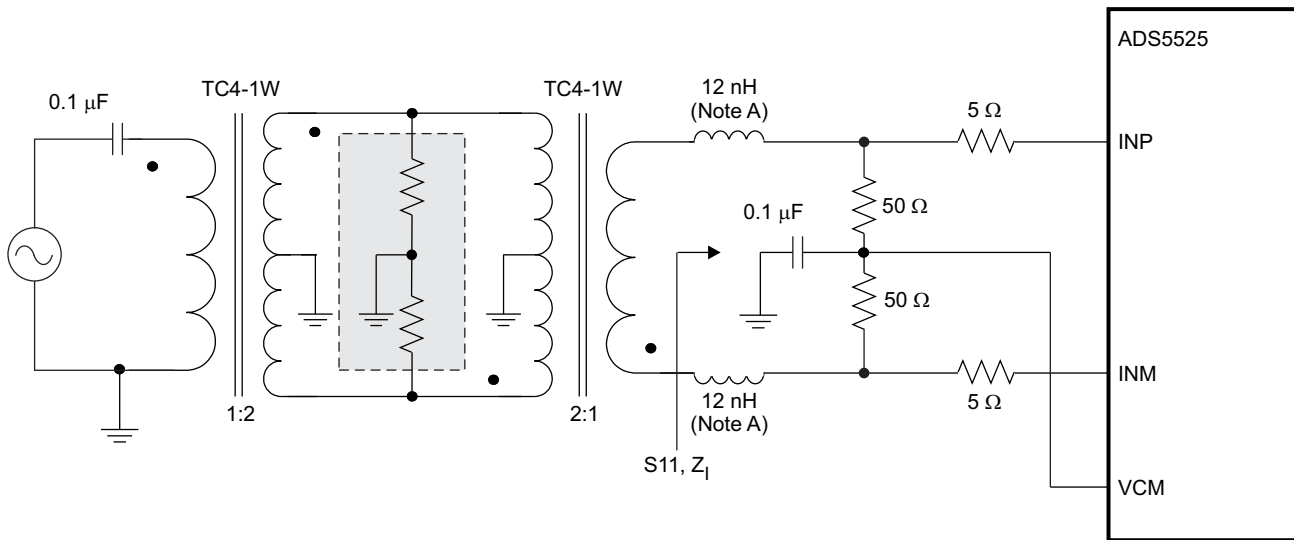 ADS5525
TC4-1W
TC4-1W
12 nH
(Note A)
0.1 μF
5 Ω
INP
50 Ω
0.1 μF
50 Ω
INM
12 nH
(Note A)
5 Ω
1:2
2:1
S11, ZI
VCM